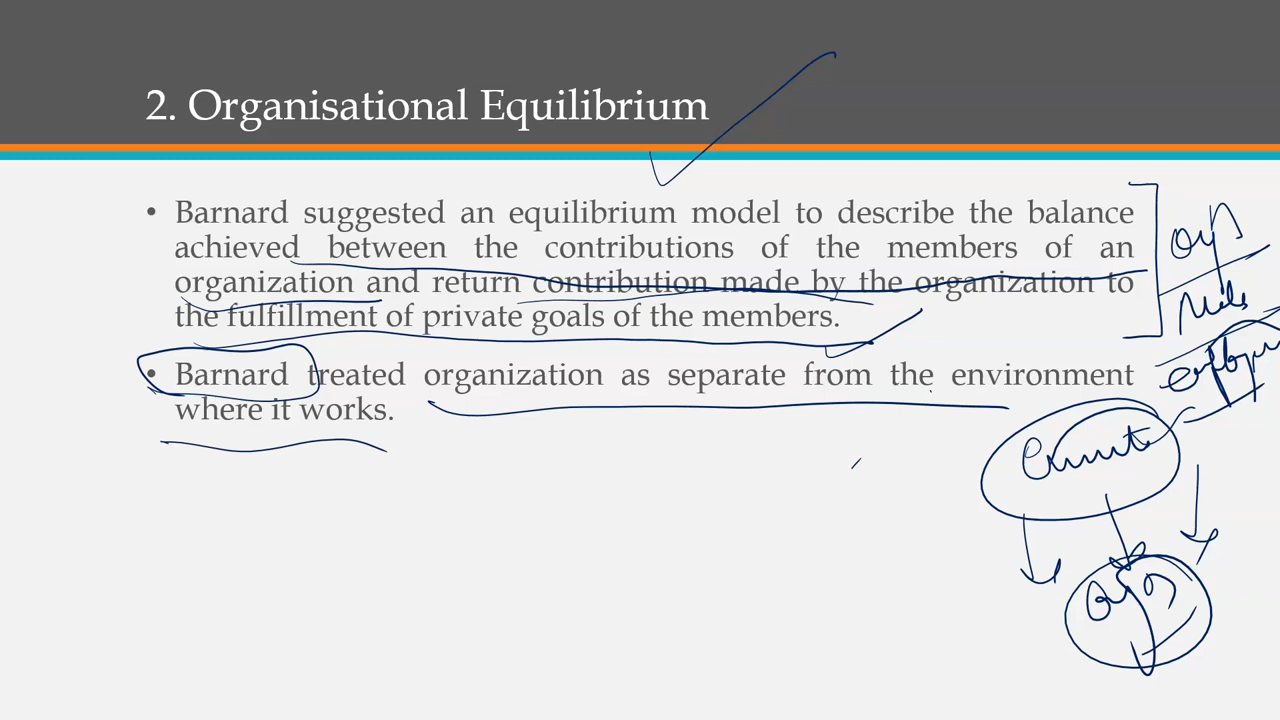 2. Organisational Equilibrium
• Barnard suggested an equilibrium model to describe the balance
achieved between the contributions of the members of an
organization and return contribution made by the organization to
the fulfillment of private goals of the members.
• Barnard treated organization as separate from the environment
where it works.